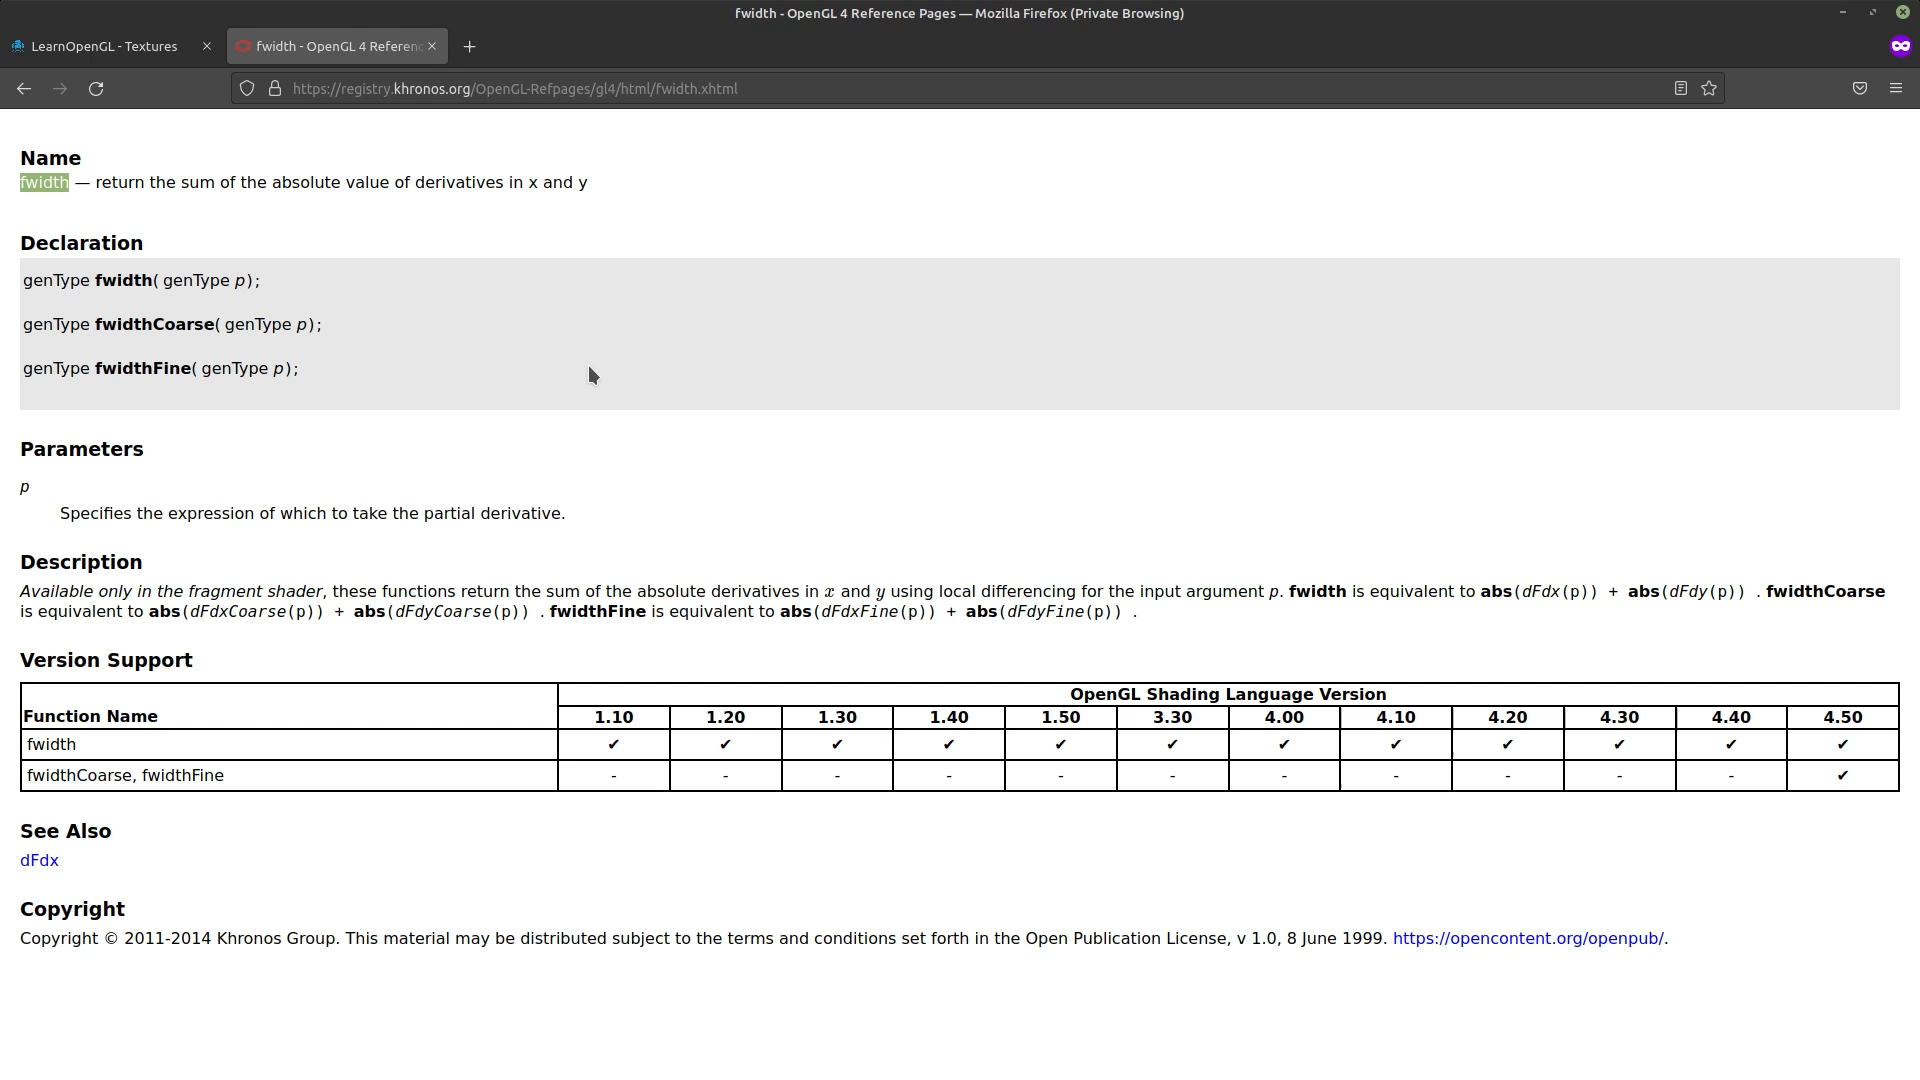 fwidth - OpenGL 4 Reference Pages — Mozilla Firefox (Private Browsing)
LearnOpenGL - Textures
fwidth - OpenGL 4 Referenc
https://registry.khronos.org/OpenGL-Refpages/gl4/html/fwidth.xhtml
Name
fwidth — return the sum of the absolute value of derivatives in x and y
Declaration
genType fwidth( genType p);
genType fwidthCoarse( genType p);
genType fwidthFine( genType p);
Parameters
p
Specifies the expression of which to take the partial derivative.
Description
Available only in the fragment shader, these functions return the sum of the absolute derivatives in x and y using local differencing for the input argument p. fwidth is equivalent to abs(dFdx(p)) + abs(dFdy(p)) . fwidthCoarse
is equivalent to abs(dFdxCoarse(p)) + abs(dFdyCoarse(p)) . fwidthFine is equivalent to abs(dFdxFine(p)) + abs(dFdyFine(p)) .
Version Support
OpenGL Shading Language Version
Function Name 1.10 1.20 1.30 1.40 1.50 3.30 4.00 4.10 4.20 4.30 4.40 4.50
fwidth ✔ ✔ ✔ ✔ ✔ ✔ ✔ ✔ ✔ ✔ ✔ ✔
fwidthCoarse, fwidthFine - - - - - - - - - - - ✔
See Also
dFdx
Copyright
Copyright © 2011-2014 Khronos Group. This material may be distributed subject to the terms and conditions set forth in the Open Publication License, v 1.0, 8 June 1999. https://opencontent.org/openpub/.